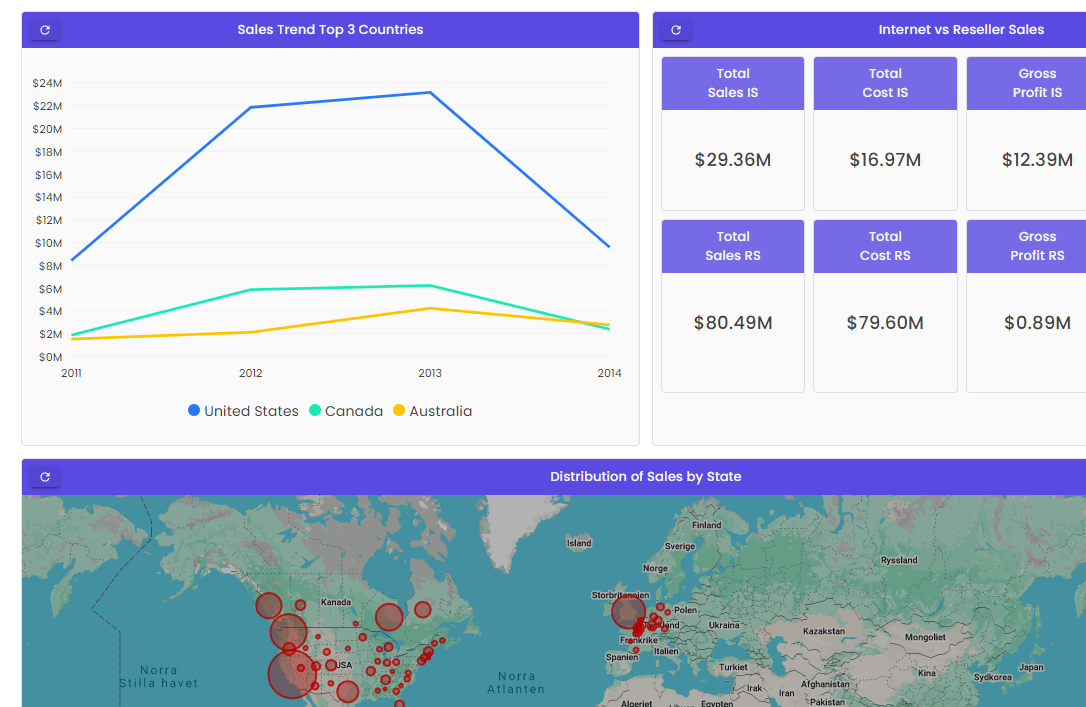 Sales Trend Top 3 Countries
$24M
$22M
$20M
$18M
$16M
$14M
$12M
$10M
$8M
$6M
$4M
$2M
$0M
2011 2012 2013 2014
United States Canada Australia
Internet vs Reseller Sales
Total
Sales IS
$29.36M
Total
Cost IS
$16.97M
Gross
Profit IS
$12.39M
Total
Sales RS
$80.49M
Total
Cost RS
$79.60M
Gross
Profit RS
$0.89M
Distribution of Sales by State
Finland
Island
Sverige
Ryssland
Norge
Storbritannien
Kanada
Polen
Tyskland
Ukraina
Kazakstan
Mongoliet
Frankrike
Italien
Spanien
USA
Turkiet
Kina
Japan
Sydkorea
Norra
Stilla havet
Norra
Atlanten
Irak
Iran
Afghanistan
Pakistan
Algeriet
Libyen
Egypten